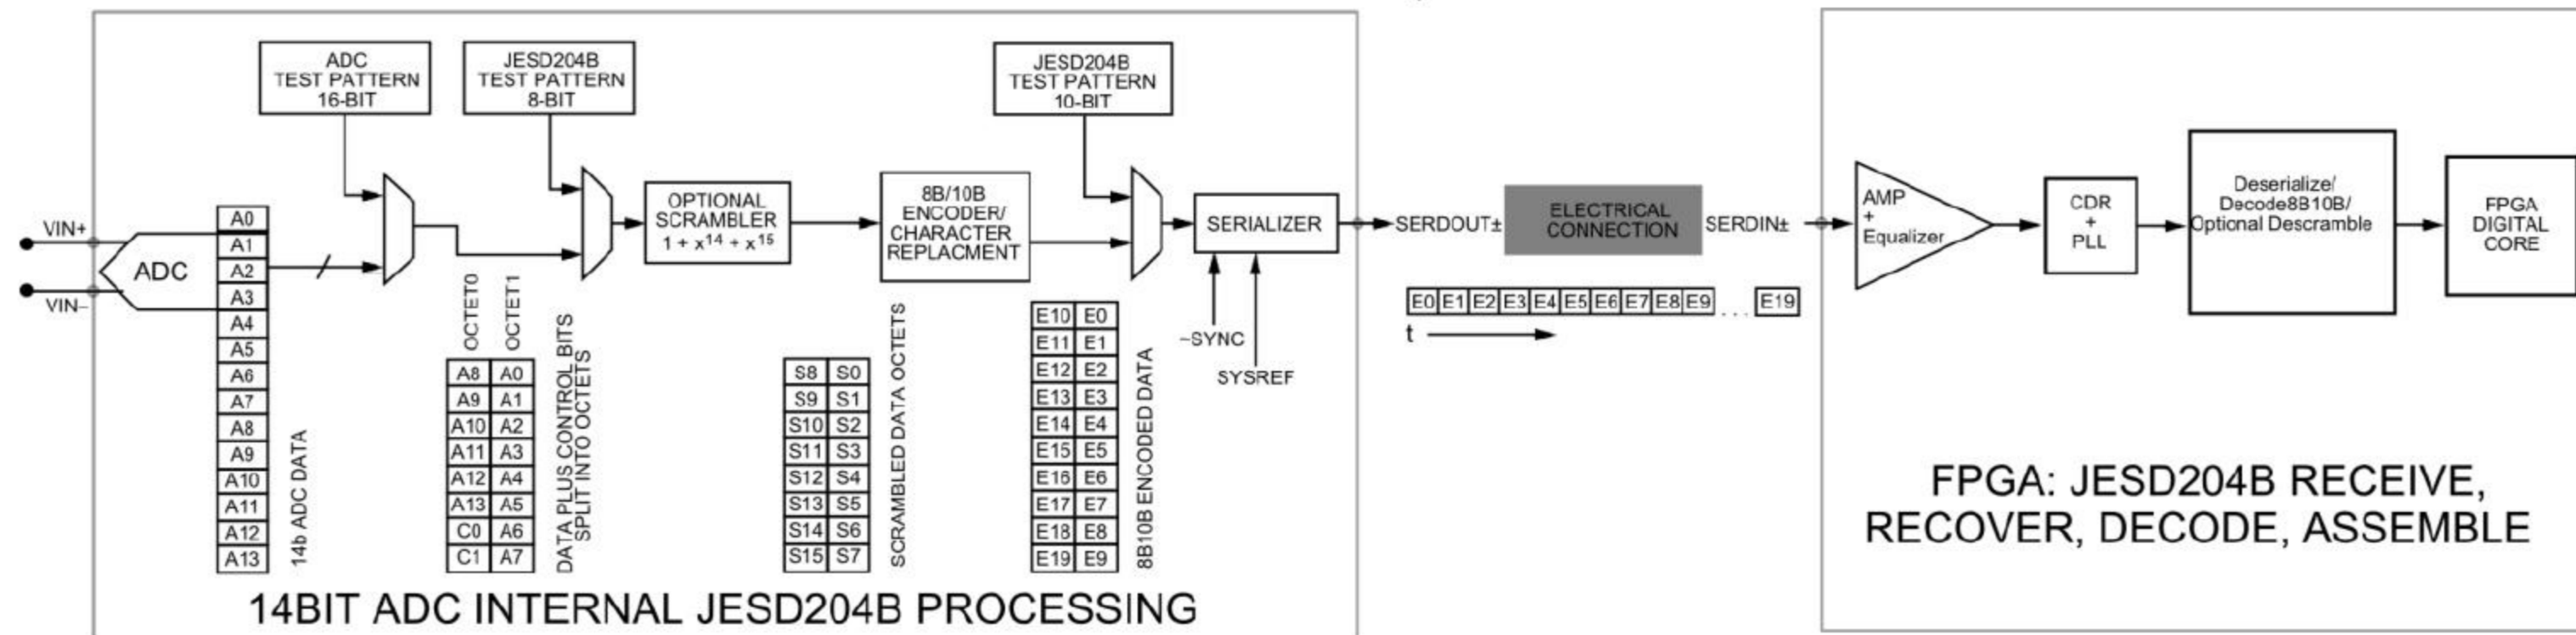 ADC
TEST PATTERN
16-BIT
JESD204B
TEST PATTERN
8-BIT
JESD204B
TEST PATTERN
10-BIT
VIN+
VIN–
ADC
A0
A1
A2
A3
A4
A5
A6
A7
A8
A9
A10
A11
A12
A13
14b ADC DATA
OCTET0
OCTET1
A8 A0
A9 A1
A10 A2
A11 A3
A12 A4
A13 A5
C0 A6
C1 A7
DATA PLUS CONTROL BITS
SPLIT INTO OCTETS
OPTIONAL
SCRAMBLER
1 + x¹⁴ + x¹⁵
S8 S0
S9 S1
S10 S2
S11 S3
S12 S4
S13 S5
S14 S6
S15 S7
SCRAMBLED DATA OCTETS
8B/10B
ENCODER/
CHARACTER
REPLACMENT
E10 E0
E11 E1
E12 E2
E13 E3
E14 E4
E15 E5
E16 E6
E17 E7
E18 E8
E19 E9
8B10B ENCODED DATA
SERIALIZER
~SYNC
SYSREF
SERDOUT±
ELECTRICAL
CONNECTION
SERDIN±
E0 E1 E2 E3 E4 E5 E6 E7 E8 E9 ... E19
t
AMP
+
Equalizer
CDR
+
PLL
Deserialize/
Decode8B10B/
Optional Descramble
FPGA
DIGITAL
CORE
14BIT ADC INTERNAL JESD204B PROCESSING
FPGA: JESD204B RECEIVE,
RECOVER, DECODE, ASSEMBLE